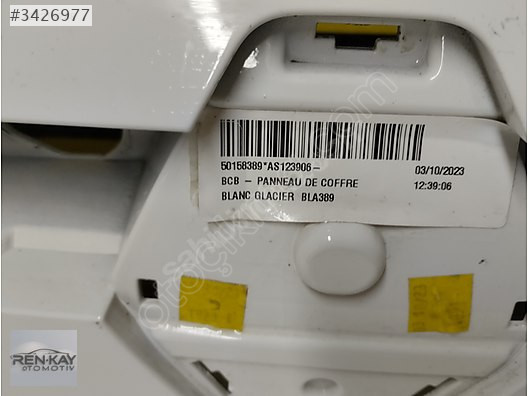 #3426977
50158389*AS123906-
03/10/2023
BCB - PANNEAU DE COFFRE
12:39:06
BLANC GLACIER BLA389
REN-KAY
OTOMOTİV